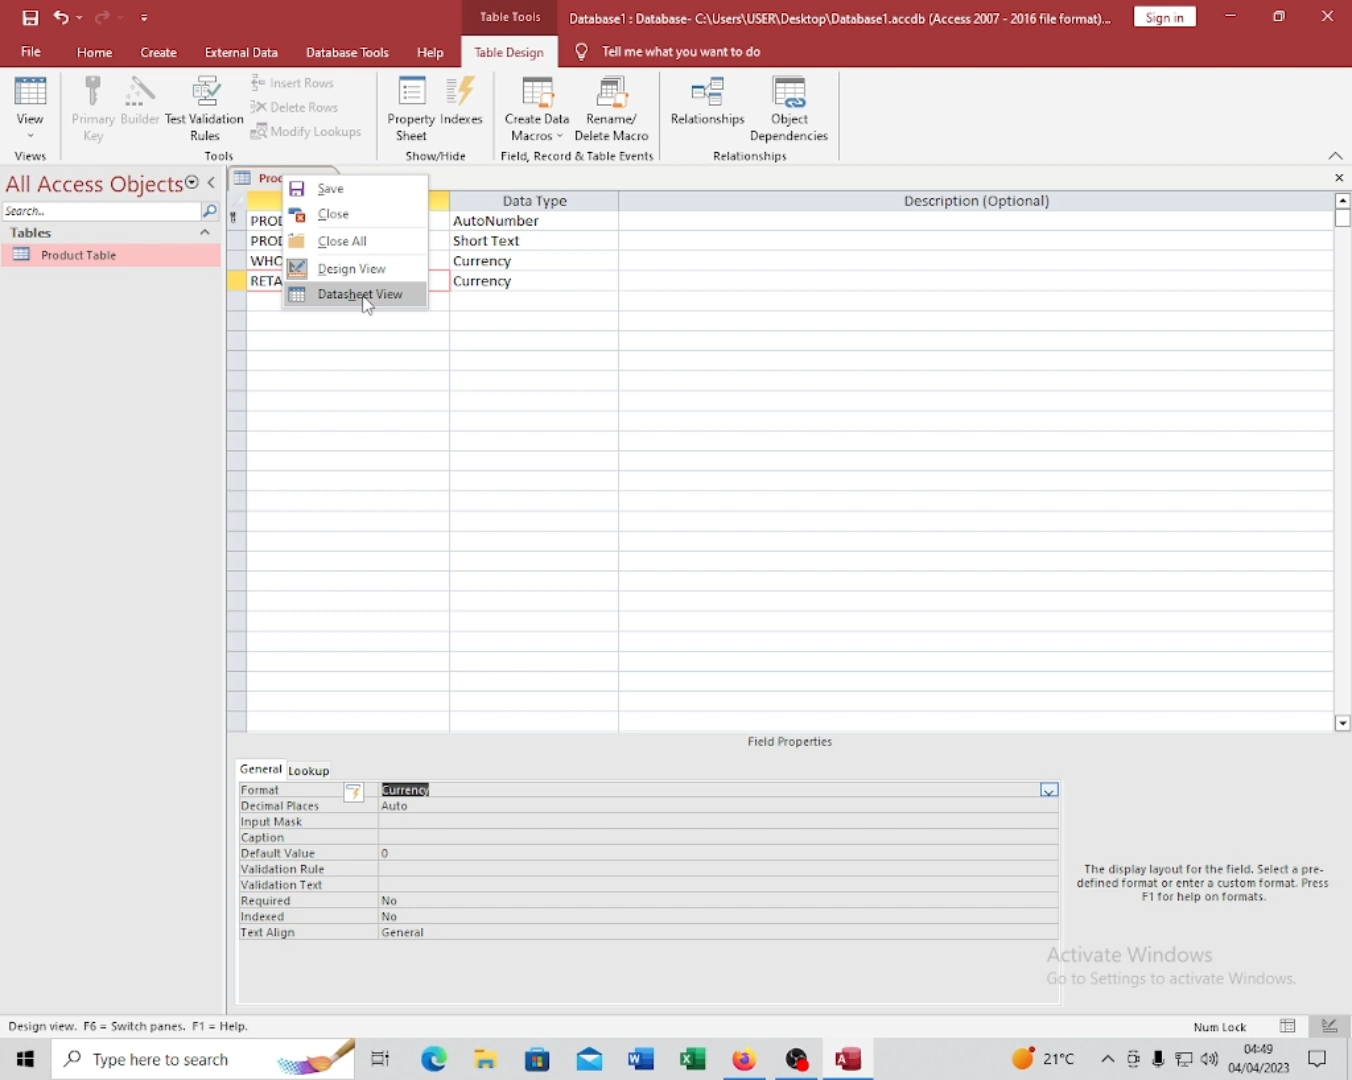 Table Tools
Database1 : Database- C:\Users\USER\Desktop\Database1.accdb (Access 2007 - 2016 file format)...
Sign in
File
Home
Create
External Data
Database Tools
Help
Table Design
Tell me what you want to do
View
Primary Key
Builder
Test Validation Rules
Insert Rows
Delete Rows
Modify Lookups
Property Sheet
Indexes
Create Data Macros
Rename/ Delete Macro
Relationships
Object Dependencies
Views
Tools
Show/Hide
Field, Record & Table Events
Relationships
All Access Objects
Search..
Tables
Product Table
Save
Close
Close All
Design View
Datasheet View
Data Type
Description (Optional)
AutoNumber
Short Text
Currency
Currency
Field Properties
General
Lookup
Format Currency
Decimal Places Auto
Input Mask
Caption
Default Value 0
Validation Rule
Validation Text
Required No
Indexed No
Text Align General
The display layout for the field. Select a pre-
defined format or enter a custom format. Press
F1 for help on formats.
Activate Windows
Go to Settings to activate Windows.
Design view. F6 = Switch panes. F1 = Help.
Num Lock
Type here to search
21°C
04:49
04/04/2023